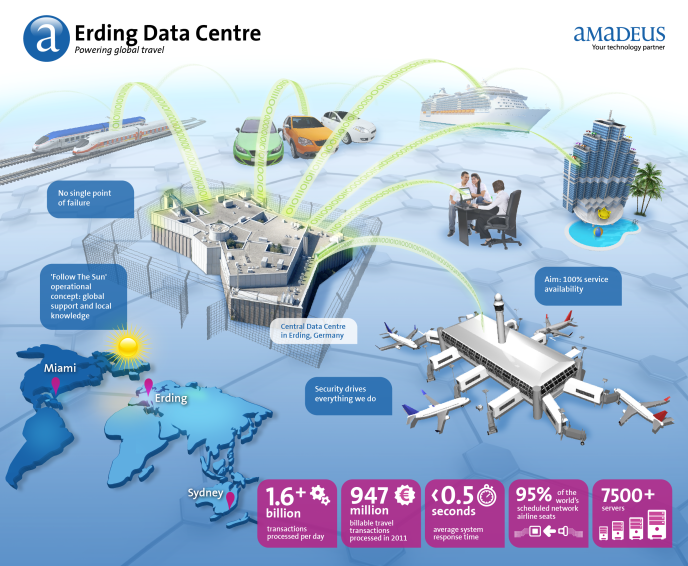 a Erding Data Centre
Powering global travel
amadeus
Your technology partner
No single point
of failure
'Follow The Sun'
operational
concept: global
support and local
knowledge
Central Data Centre
in Erding, Germany
Aim: 100% service
availability
Security drives
everything we do
Miami
Erding
Sydney
1.6+
billion
transactions
processed per day
947
million
billable travel
transactions
processed in 2011
<0.5
seconds
average system
response time
95% of the
world's
scheduled network
airline seats
7500+
servers